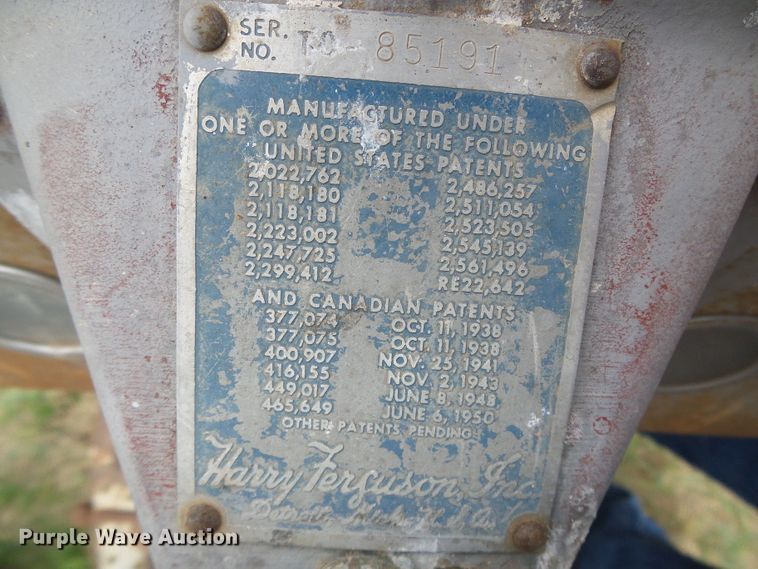 SER.
NO. TO 85191
MANUFACTURED UNDER
ONE OR MORE OF THE FOLLOWING
UNITED STATES PATENTS
2,022,762 2,486,257
2,118,180 2,511,054
2,118,181 2,523,505
2,223,002 2,545,139
2,247,725 2,561,496
2,299,412 RE22,642
AND CANADIAN PATENTS
377,074 OCT. 11, 1938
377,075 OCT. 11, 1938
400,907 NOV. 25, 1941
416,155 NOV. 2, 1943
449,017 JUNE 8, 1948
465,649 JUNE 6, 1950
OTHER PATENTS PENDING
Harry Ferguson, Inc.
Detroit, Mich. U.S.A.
Purple Wave Auction